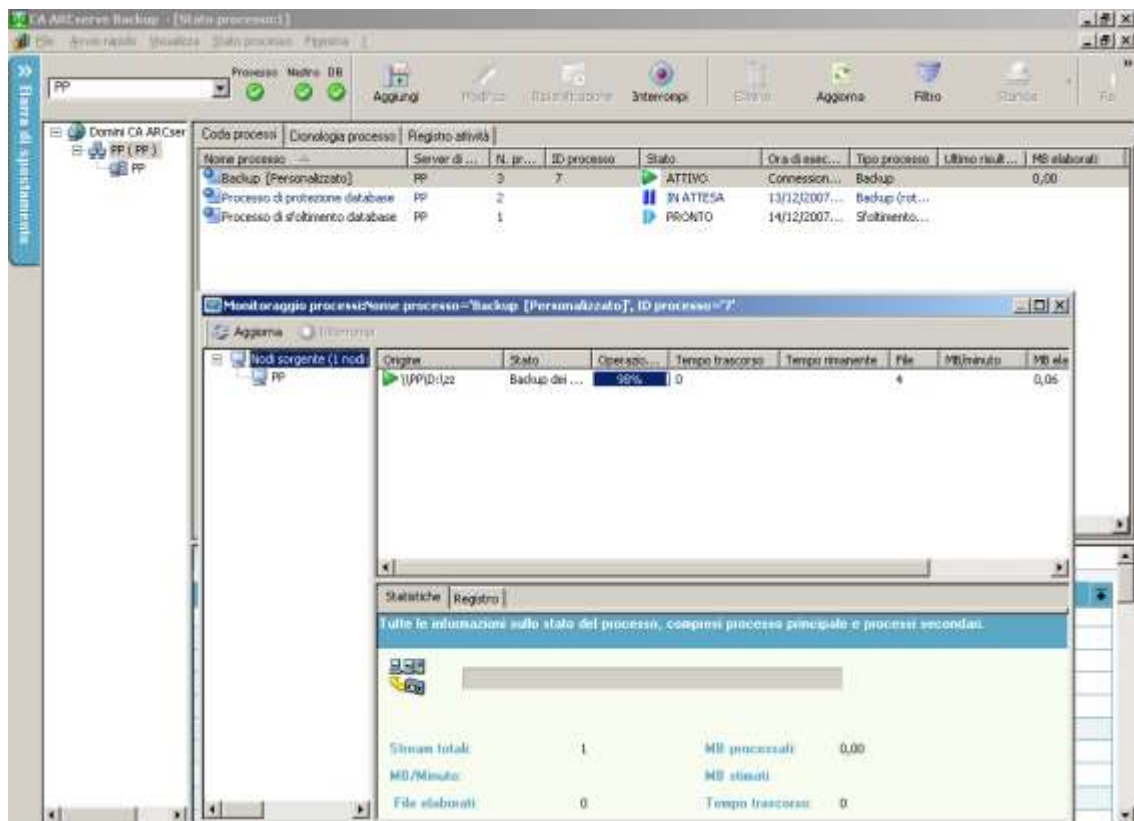 CA ARCserve Backup - [Stato processo:1]
File Avvio rapido Visualizza Stato processo Finestra ?
PP
Processo Nastro DB
Aggiungi Modifica Ripianificazione Interrompi Elimina Aggiorna Filtro Stampa
Barra di spostamento
Domini CA ARCser
PP ( PP )
PP
Coda processi Cronologia processo Registro attività
Nome processo Server di ... N. pr... ID processo Stato Ora di esec... Tipo processo Ultimo risult... MB elaborati
Backup [Personalizzato] PP 3 7 ATTIVO Connession... Backup 0,00
Processo di protezione database PP 2 IN ATTESA 13/12/2007... Backup (rot...
Processo di sfoltimento database PP 1 PRONTO 14/12/2007... Sfoltimento...
Monitoraggio processi:Nome processo='Backup [Personalizzato]', ID processo='7'
Aggiorna Interrompi
Nodi sorgente (1 nodi
PP
Origine Stato Operazio... Tempo trascorso Tempo rimanente File MB/minuto MB ela
\\PP\D:\zz Backup dei ... 98% 0 4 0,06
Statistiche Registro
Tutte le informazioni sullo stato del processo, compresi processo principale e processi secondari.
Stream totali: 1 MB processati: 0,00
MB/Minuto: MB stimati
File elaborati 0 Tempo trascorso: 0